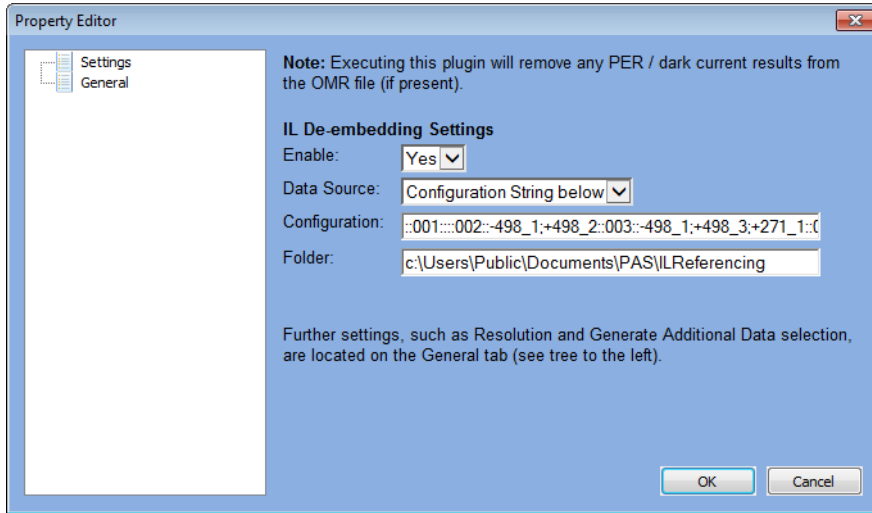 Property Editor
Settings
General
Note: Executing this plugin will remove any PER / dark current results from
the OMR file (if present).
IL De-embedding Settings
Enable: Yes
Data Source: Configuration String below
Configuration: ::001::::002::-498_1;+498_2::003::-498_1;+498_3;+271_1::0
Folder: c:\Users\Public\Documents\PAS\ILReferencing
Further settings, such as Resolution and Generate Additional Data selection,
are located on the General tab (see tree to the left).
OK Cancel